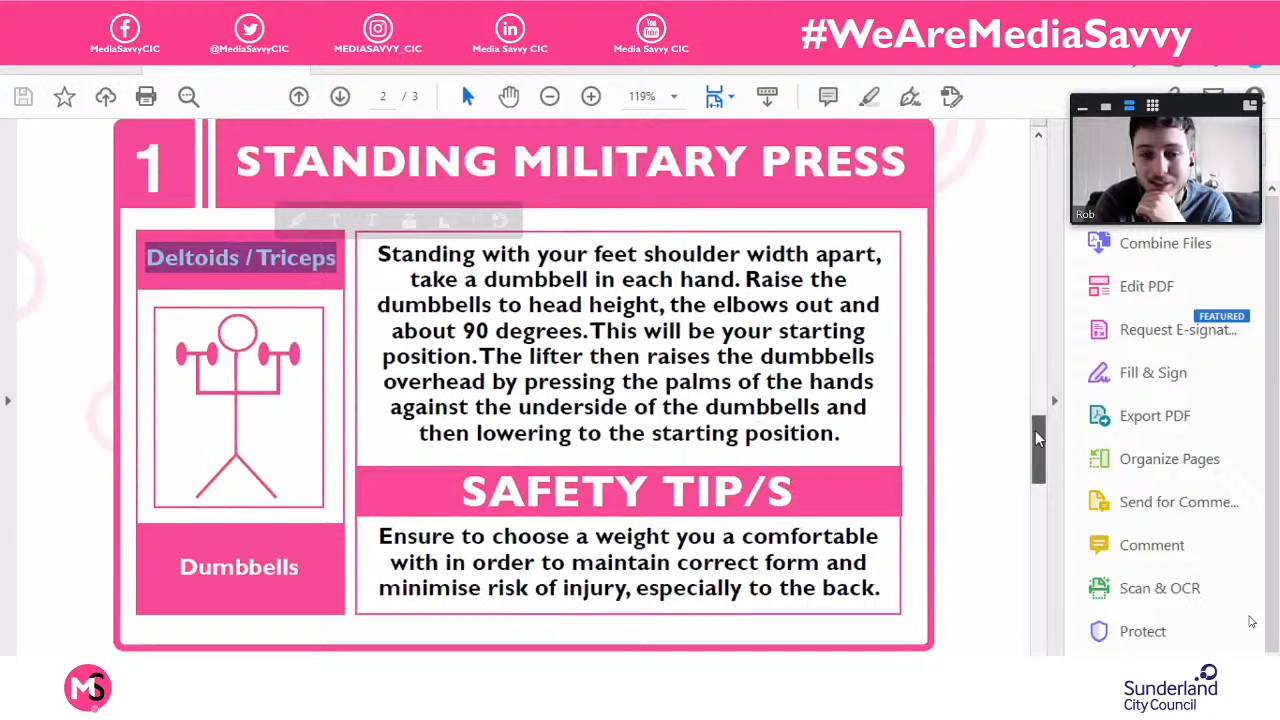 MediaSavvyCIC
@MediaSavvyCIC
MEDIASAVVY_CIC
Media Savvy CIC
You
Tube
Media Savvy CIC
#WeAreMediaSavvy
2 / 3
119%
Rob
1
STANDING MILITARY PRESS
Deltoids / Triceps
Dumbbells
Standing with your feet shoulder width apart,
take a dumbbell in each hand. Raise the
dumbbells to head height, the elbows out and
about 90 degrees. This will be your starting
position. The lifter then raises the dumbbells
overhead by pressing the palms of the hands
against the underside of the dumbbells and
then lowering to the starting position.
SAFETY TIP/S
Ensure to choose a weight you a comfortable
with in order to maintain correct form and
minimise risk of injury, especially to the back.
Combine Files
Edit PDF
FEATURED
Request E-signat...
Fill & Sign
Export PDF
Organize Pages
Send for Comme...
Comment
Scan & OCR
Protect
MS
Sunderland
City Council